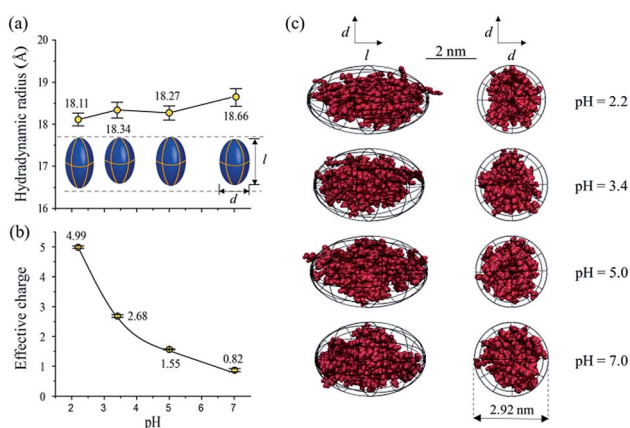 (a)
Hydradynamic radius (Å)
20
19
18
17
16
18.11
18.34
18.27
18.66
l
d
(b)
Effective charge
5
4
3
2
1
0
4.99
2.68
1.55
0.82
2 3 4 5 6 7
pH
(c)
d
l
2 nm
d
d
pH = 2.2
pH = 3.4
pH = 5.0
pH = 7.0
2.92 nm